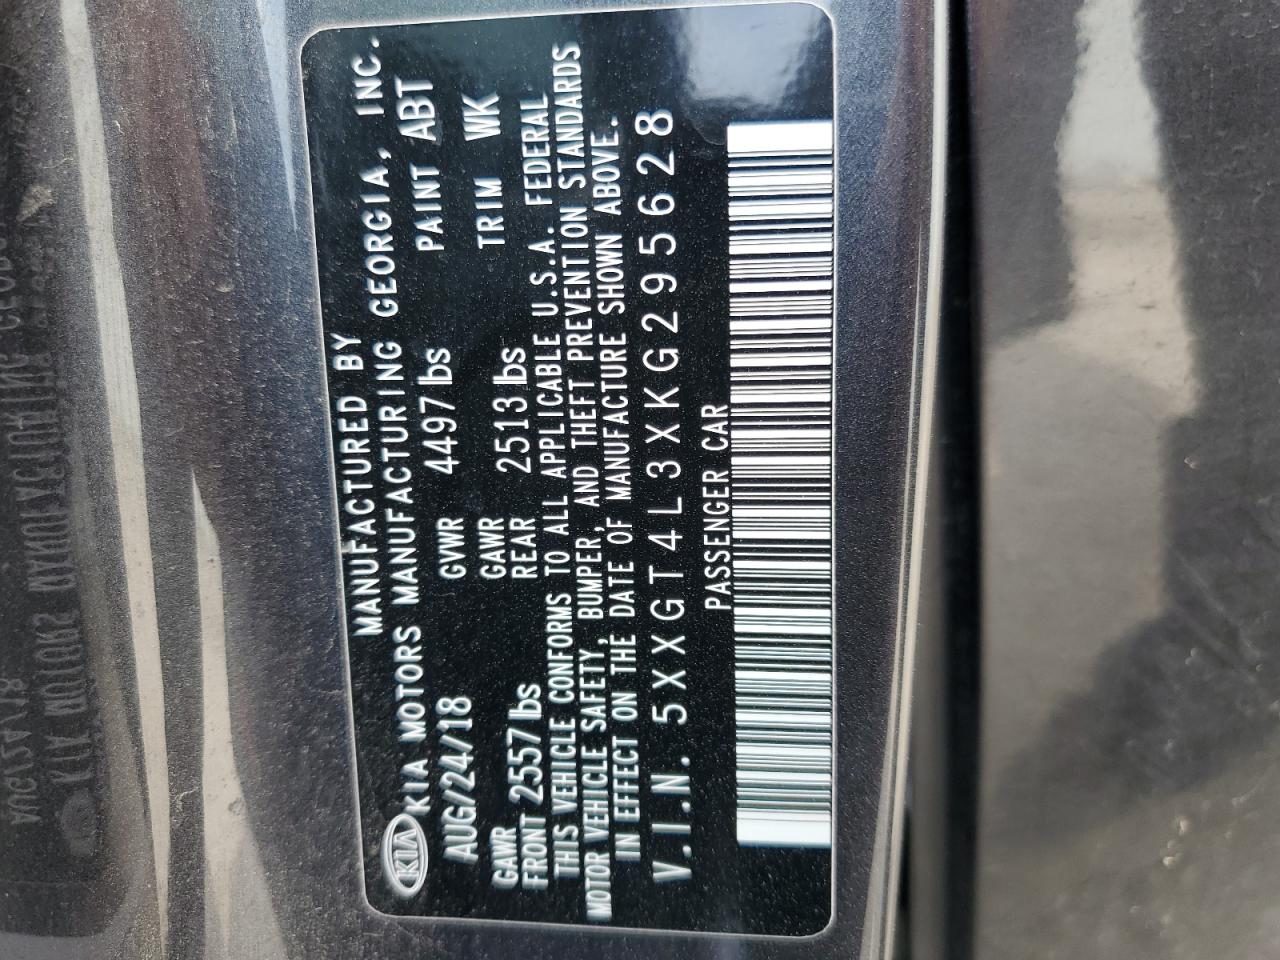 MANUFACTURED BY
KIA KIA MOTORS MANUFACTURING GEORGIA, INC.
AUG/24/18 GVWR 4497 lbs PAINT ABT
GAWR FRONT 2557 lbs GAWR REAR 2513 lbs TRIM WK
THIS VEHICLE CONFORMS TO ALL APPLICABLE U.S.A. FEDERAL
MOTOR VEHICLE SAFETY, BUMPER, AND THEFT PREVENTION STANDARDS
IN EFFECT ON THE DATE OF MANUFACTURE SHOWN ABOVE.
V.I.N. 5XXGT4L3XKG295628
PASSENGER CAR